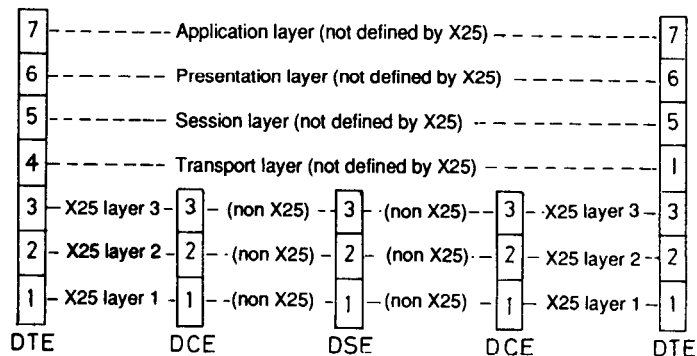 7 Application layer (not defined by X25) 7
6 Presentation layer (not defined by X25) 6
5 Session layer (not defined by X25) 5
4 Transport layer (not defined by X25) 1
3 X25 layer 3 3 (non X25) 3 (non X25) 3 X25 layer 3 3
2 X25 layer 2 2 (non X25) 2 (non X25) 2 X25 layer 2 2
1 X25 layer 1 1 (non X25) 1 (non X25) 1 X25 layer 1 1
DTE DCE DSE DCE DTE